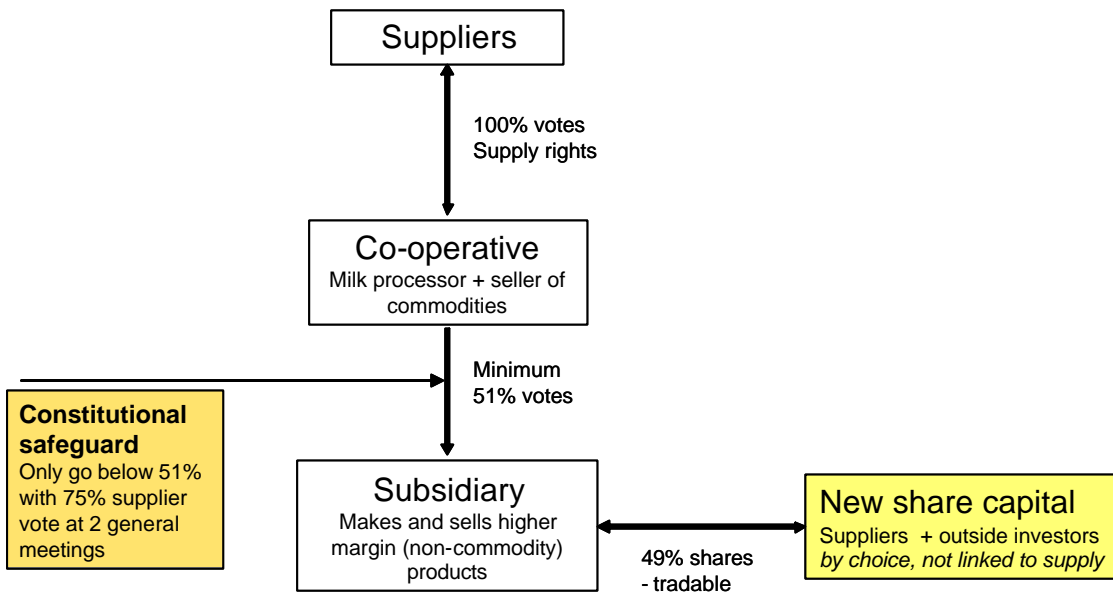 Suppliers
100% votes
Supply rights
Co-operative
Milk processor + seller of
commodities
Minimum
51% votes
Constitutional
safeguard
Only go below 51%
with 75% supplier
vote at 2 general
meetings
Subsidiary
Makes and sells higher
margin (non-commodity)
products
49% shares
- tradable
New share capital
Suppliers + outside investors
by choice, not linked to supply